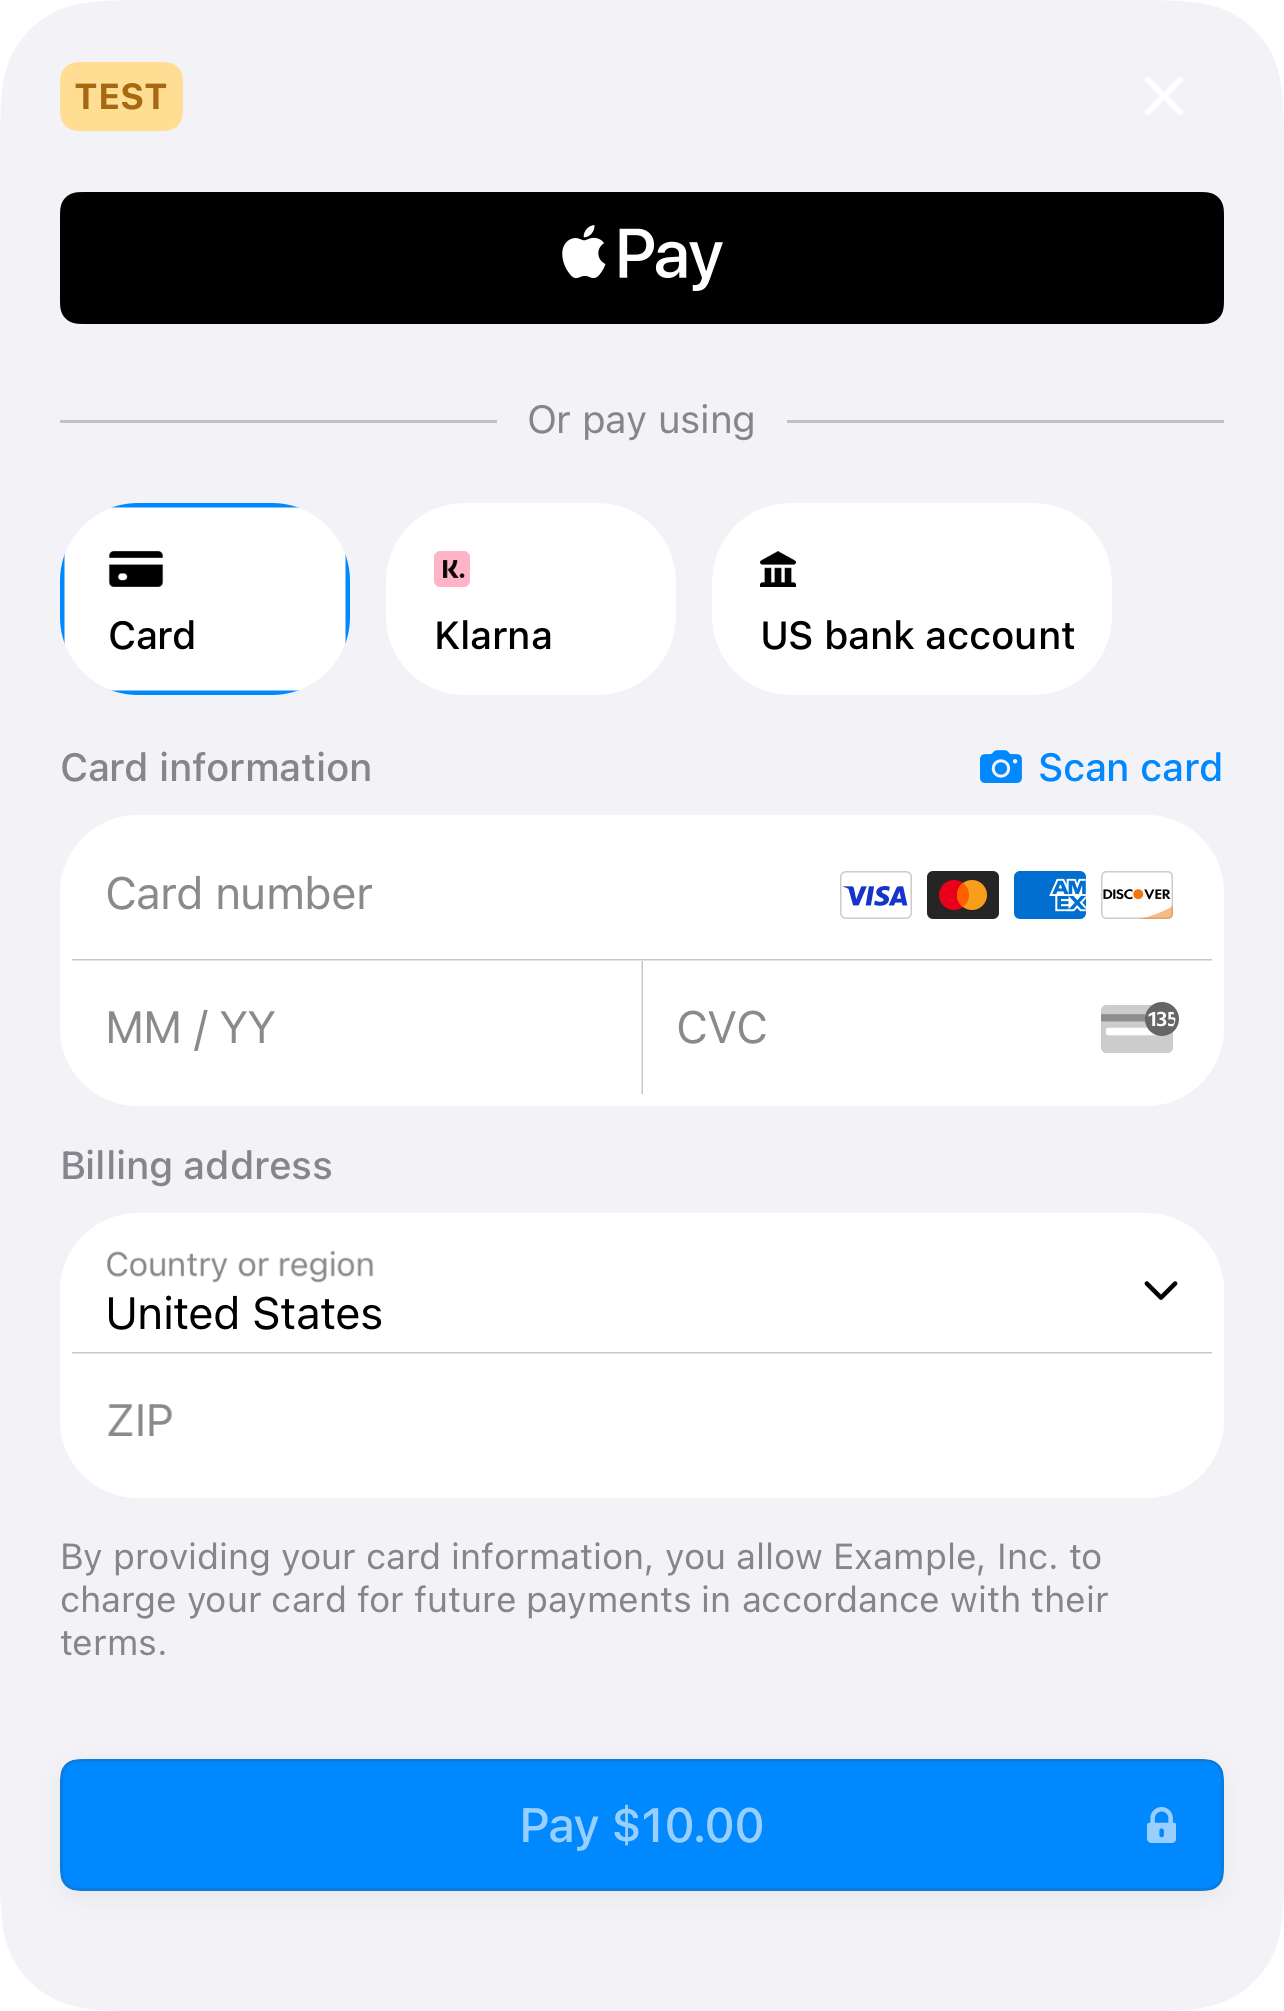 TEST
Pay
Or pay using
Card
K.
Klarna
US bank account
Card information
Scan card
Card number
VISA
AM
EX
DISCOVER
MM / YY
CVC
135
Billing address
Country or region
United States
ZIP
By providing your card information, you allow Example, Inc. to
charge your card for future payments in accordance with their
terms.
Pay $10.00